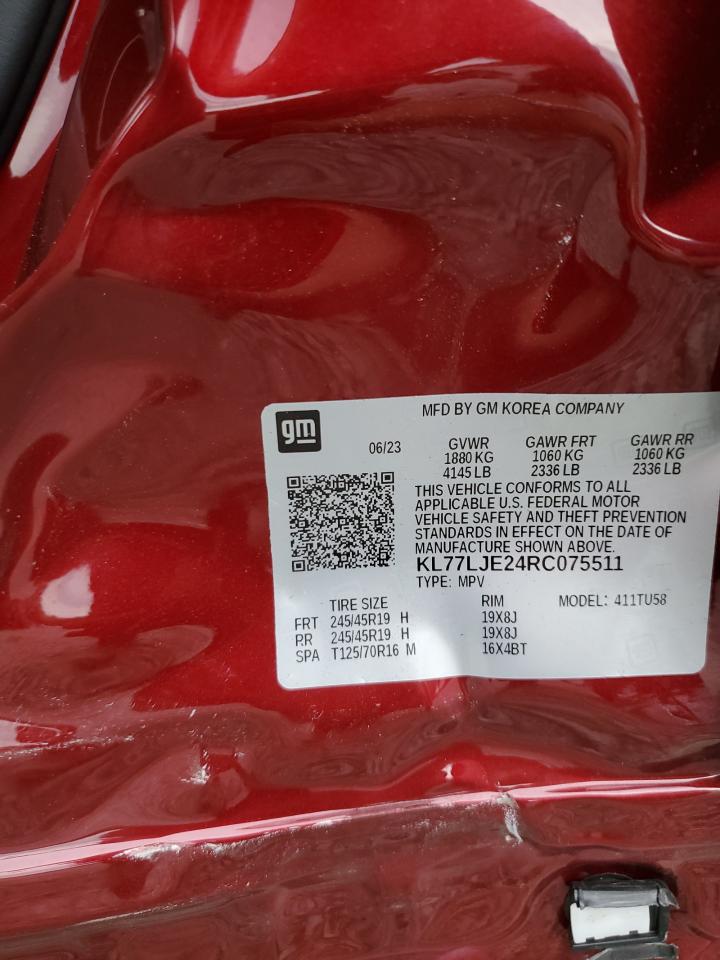 gm
MFD BY GM KOREA COMPANY
06/23
GVWR GAWR FRT GAWR RR
1880 KG 1060 KG 1060 KG
4145 LB 2336 LB 2336 LB
THIS VEHICLE CONFORMS TO ALL
APPLICABLE U.S. FEDERAL MOTOR
VEHICLE SAFETY AND THEFT PREVENTION
STANDARDS IN EFFECT ON THE DATE OF
MANUFACTURE SHOWN ABOVE.
KL77LJE24RC075511
TYPE: MPV
TIRE SIZE RIM MODEL: 411TU58
FRT 245/45R19 H 19X8J
RR 245/45R19 H 19X8J
SPA T125/70R16 M 16X4BT